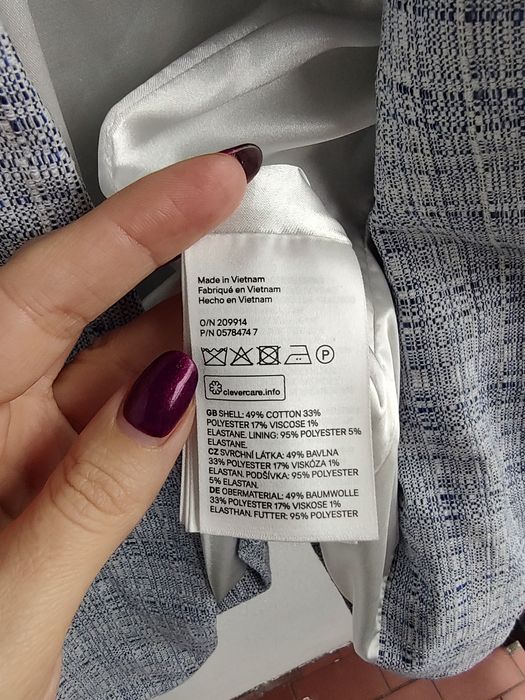 Made in Vietnam
Fabriqué en Vietnam
Hecho en Vietnam
O/N 209914
P/N 0578474 7
P
clevercare.info
GB SHELL: 49% COTTON 33%
POLYESTER 17% VISCOSE 1%
ELASTANE. LINING: 95% POLYESTER 5%
ELASTANE.
CZ SVRCHNÍ LÁTKA: 49% BAVLNA
33% POLYESTER 17% VISKÓZA 1%
ELASTAN. PODŠÍVKA: 95% POLYESTER
5% ELASTAN.
DE OBERMATERIAL: 49% BAUMWOLLE
33% POLYESTER 17% VISKOSE 1%
ELASTHAN. FUTTER: 95% POLYESTER